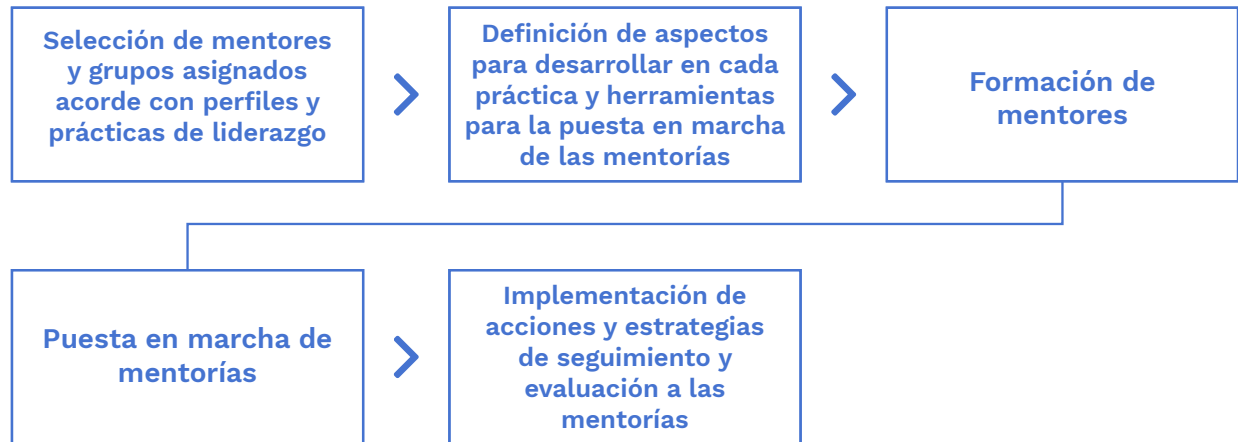 Selección de mentores
y grupos asignados
acorde con perfiles y
prácticas de liderazgo
Definición de aspectos
para desarrollar en cada
práctica y herramientas
para la puesta en marcha
de las mentorías
Formación de
mentores
Puesta en marcha de
mentorías
Implementación de
acciones y estrategias
de seguimiento y
evaluación a las
mentorías